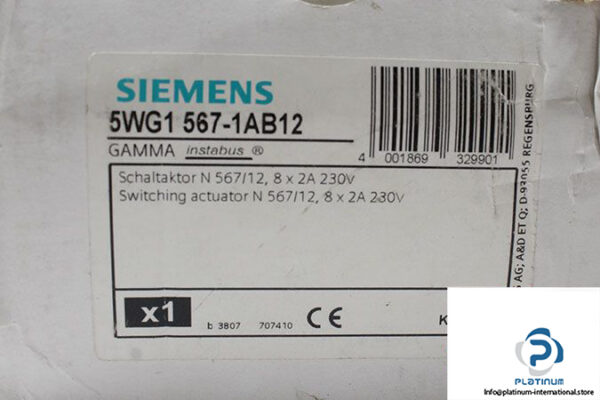 SIEMENS
5WG1 567-1AB12
GAMMA instabus ®
4 001869 329901
Schaltaktor N 567/12, 8 x 2A 230V
Switching actuator N 567/12, 8 x 2A 230V
x1
b 3807 707410 CE K
AG; A&D ET Q; D-93055 REGENSBURG
P
PLATINUM
Info@platinum-international.store